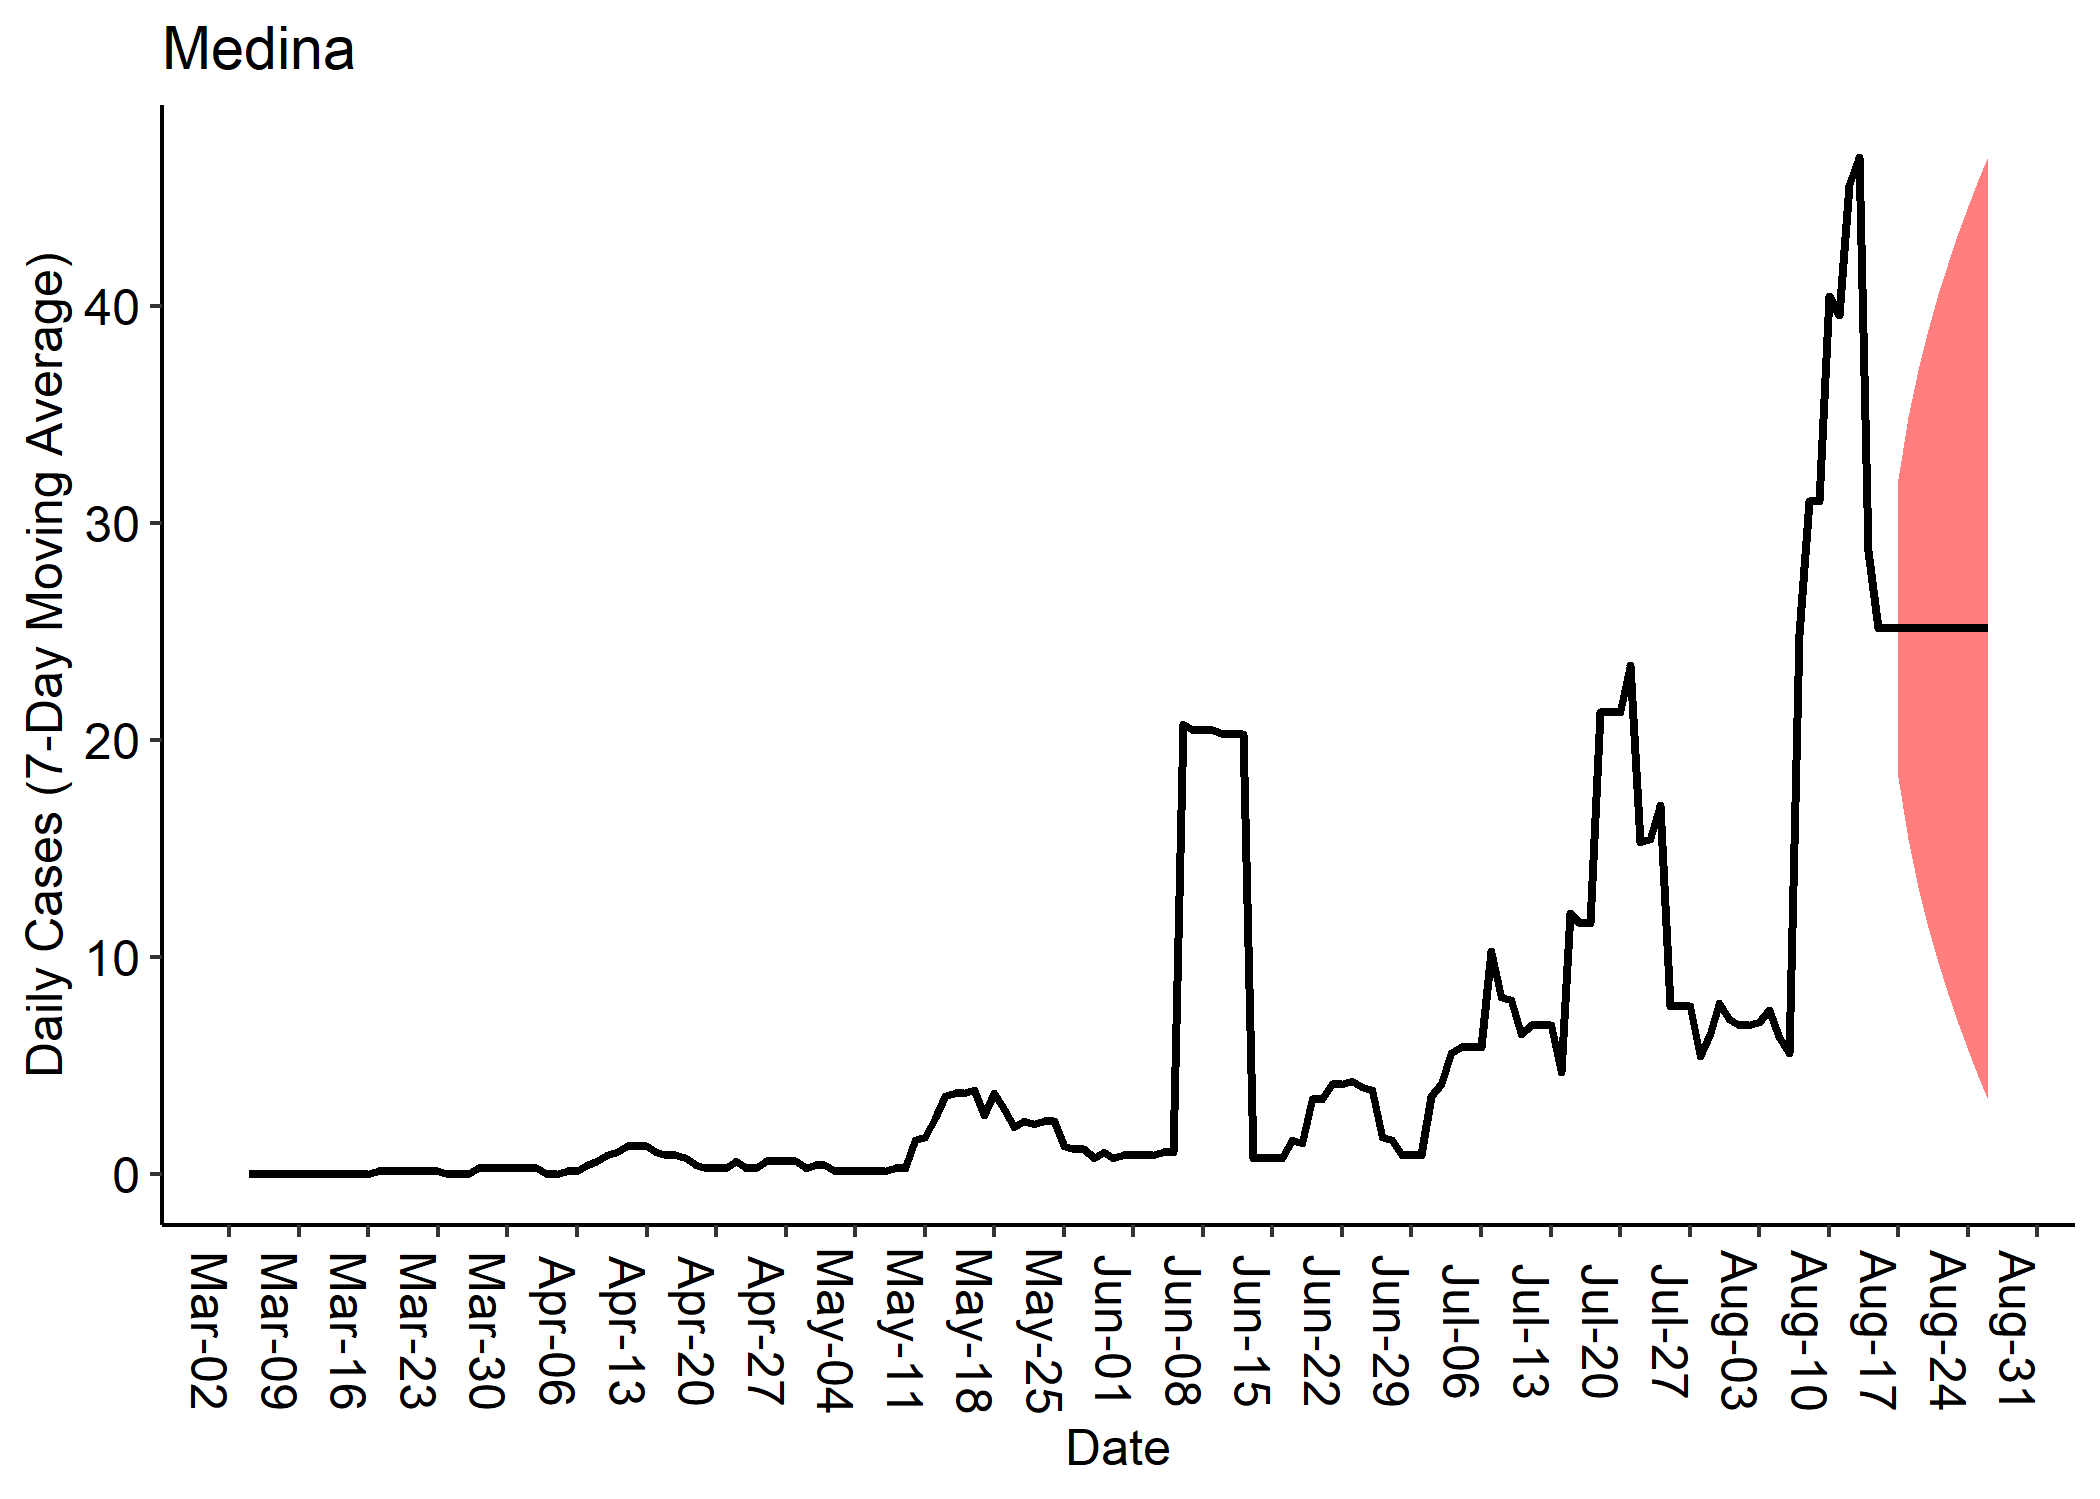 Medina
Daily Cases (7-Day Moving Average)
40
30
20
10
0
Mar-02
Mar-09
Mar-16
Mar-23
Mar-30
Apr-06
Apr-13
Apr-20
Apr-27
May-04
May-11
May-18
May-25
Jun-01
Jun-08
Jun-15
Jun-22
Jun-29
Jul-06
Jul-13
Jul-20
Jul-27
Aug-03
Aug-10
Aug-17
Aug-24
Aug-31
Date